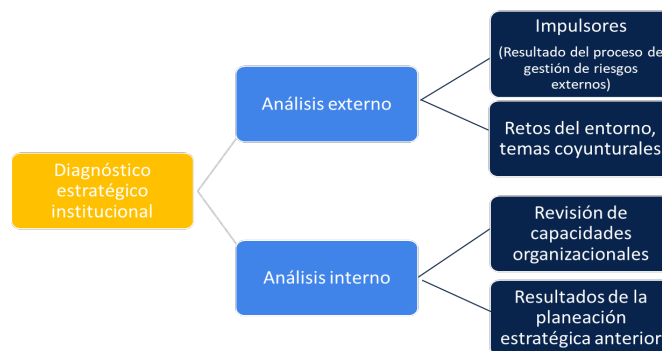 Impulsores
(Resultado del proceso de
gestión de riesgos
externos)
Análisis externo
Retos del entorno,
temas coyunturales
Diagnóstico
estratégico
institucional
Revisión de
capacidades
organizacionales
Análisis interno
Resultados de la
planeación
estratégica anterior